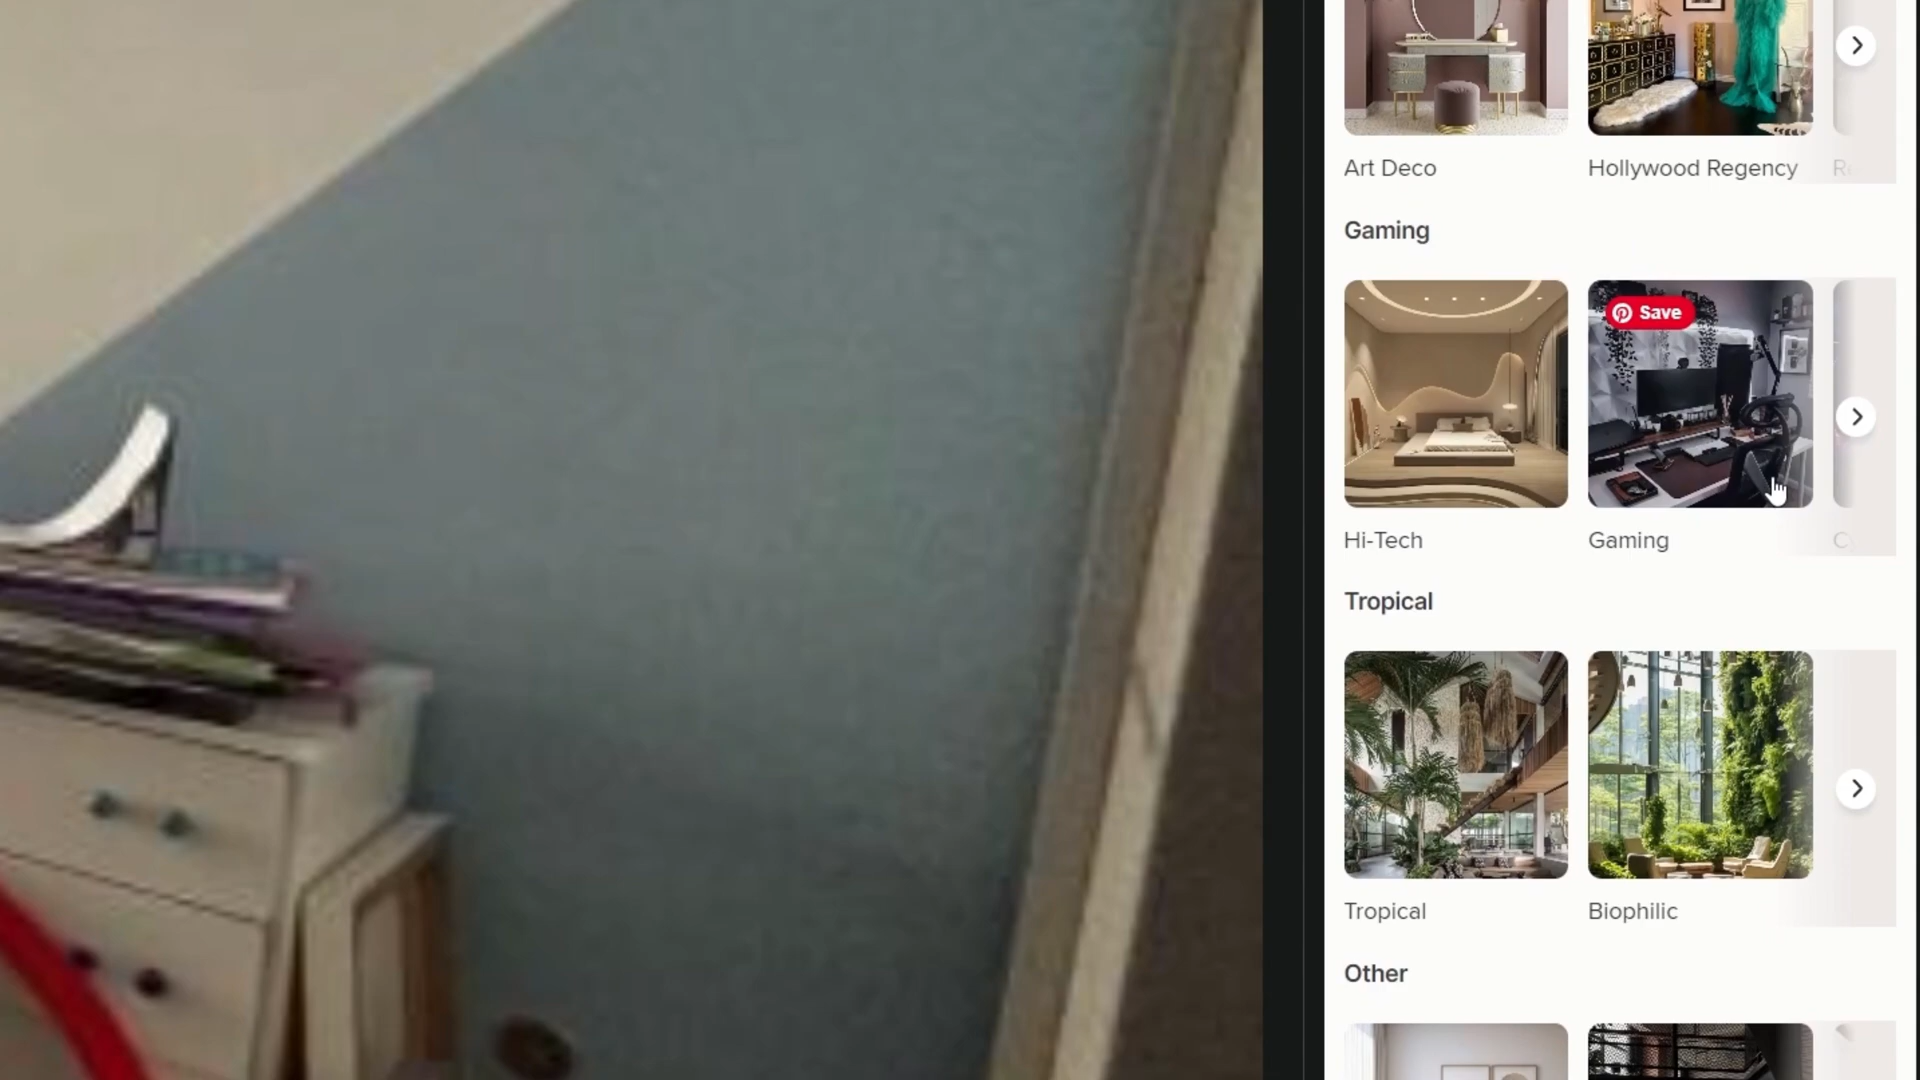 Art Deco
Hollywood Regency
Gaming
Save
Hi-Tech
Gaming
Tropical
Tropical
Biophilic
Other